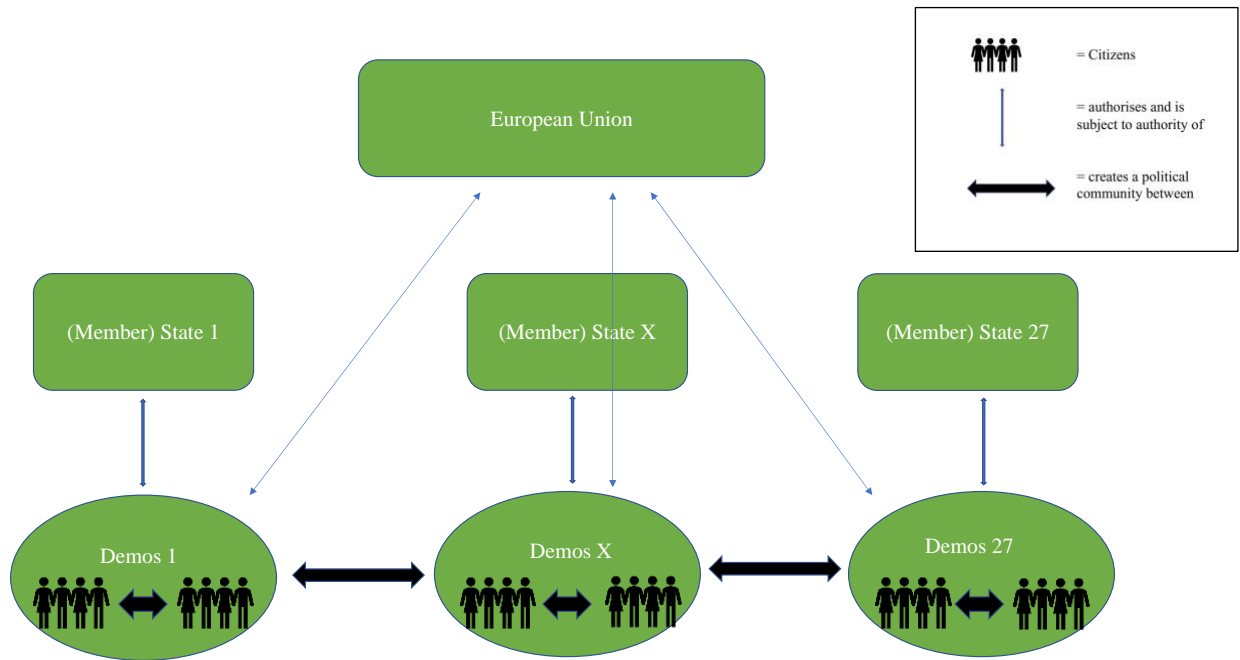 European Union
= Citizens
= authorises and is
subject to authority of
= creates a political
community between
(Member) State 1
(Member) State X
(Member) State 27
Demos 1
Demos X
Demos 27